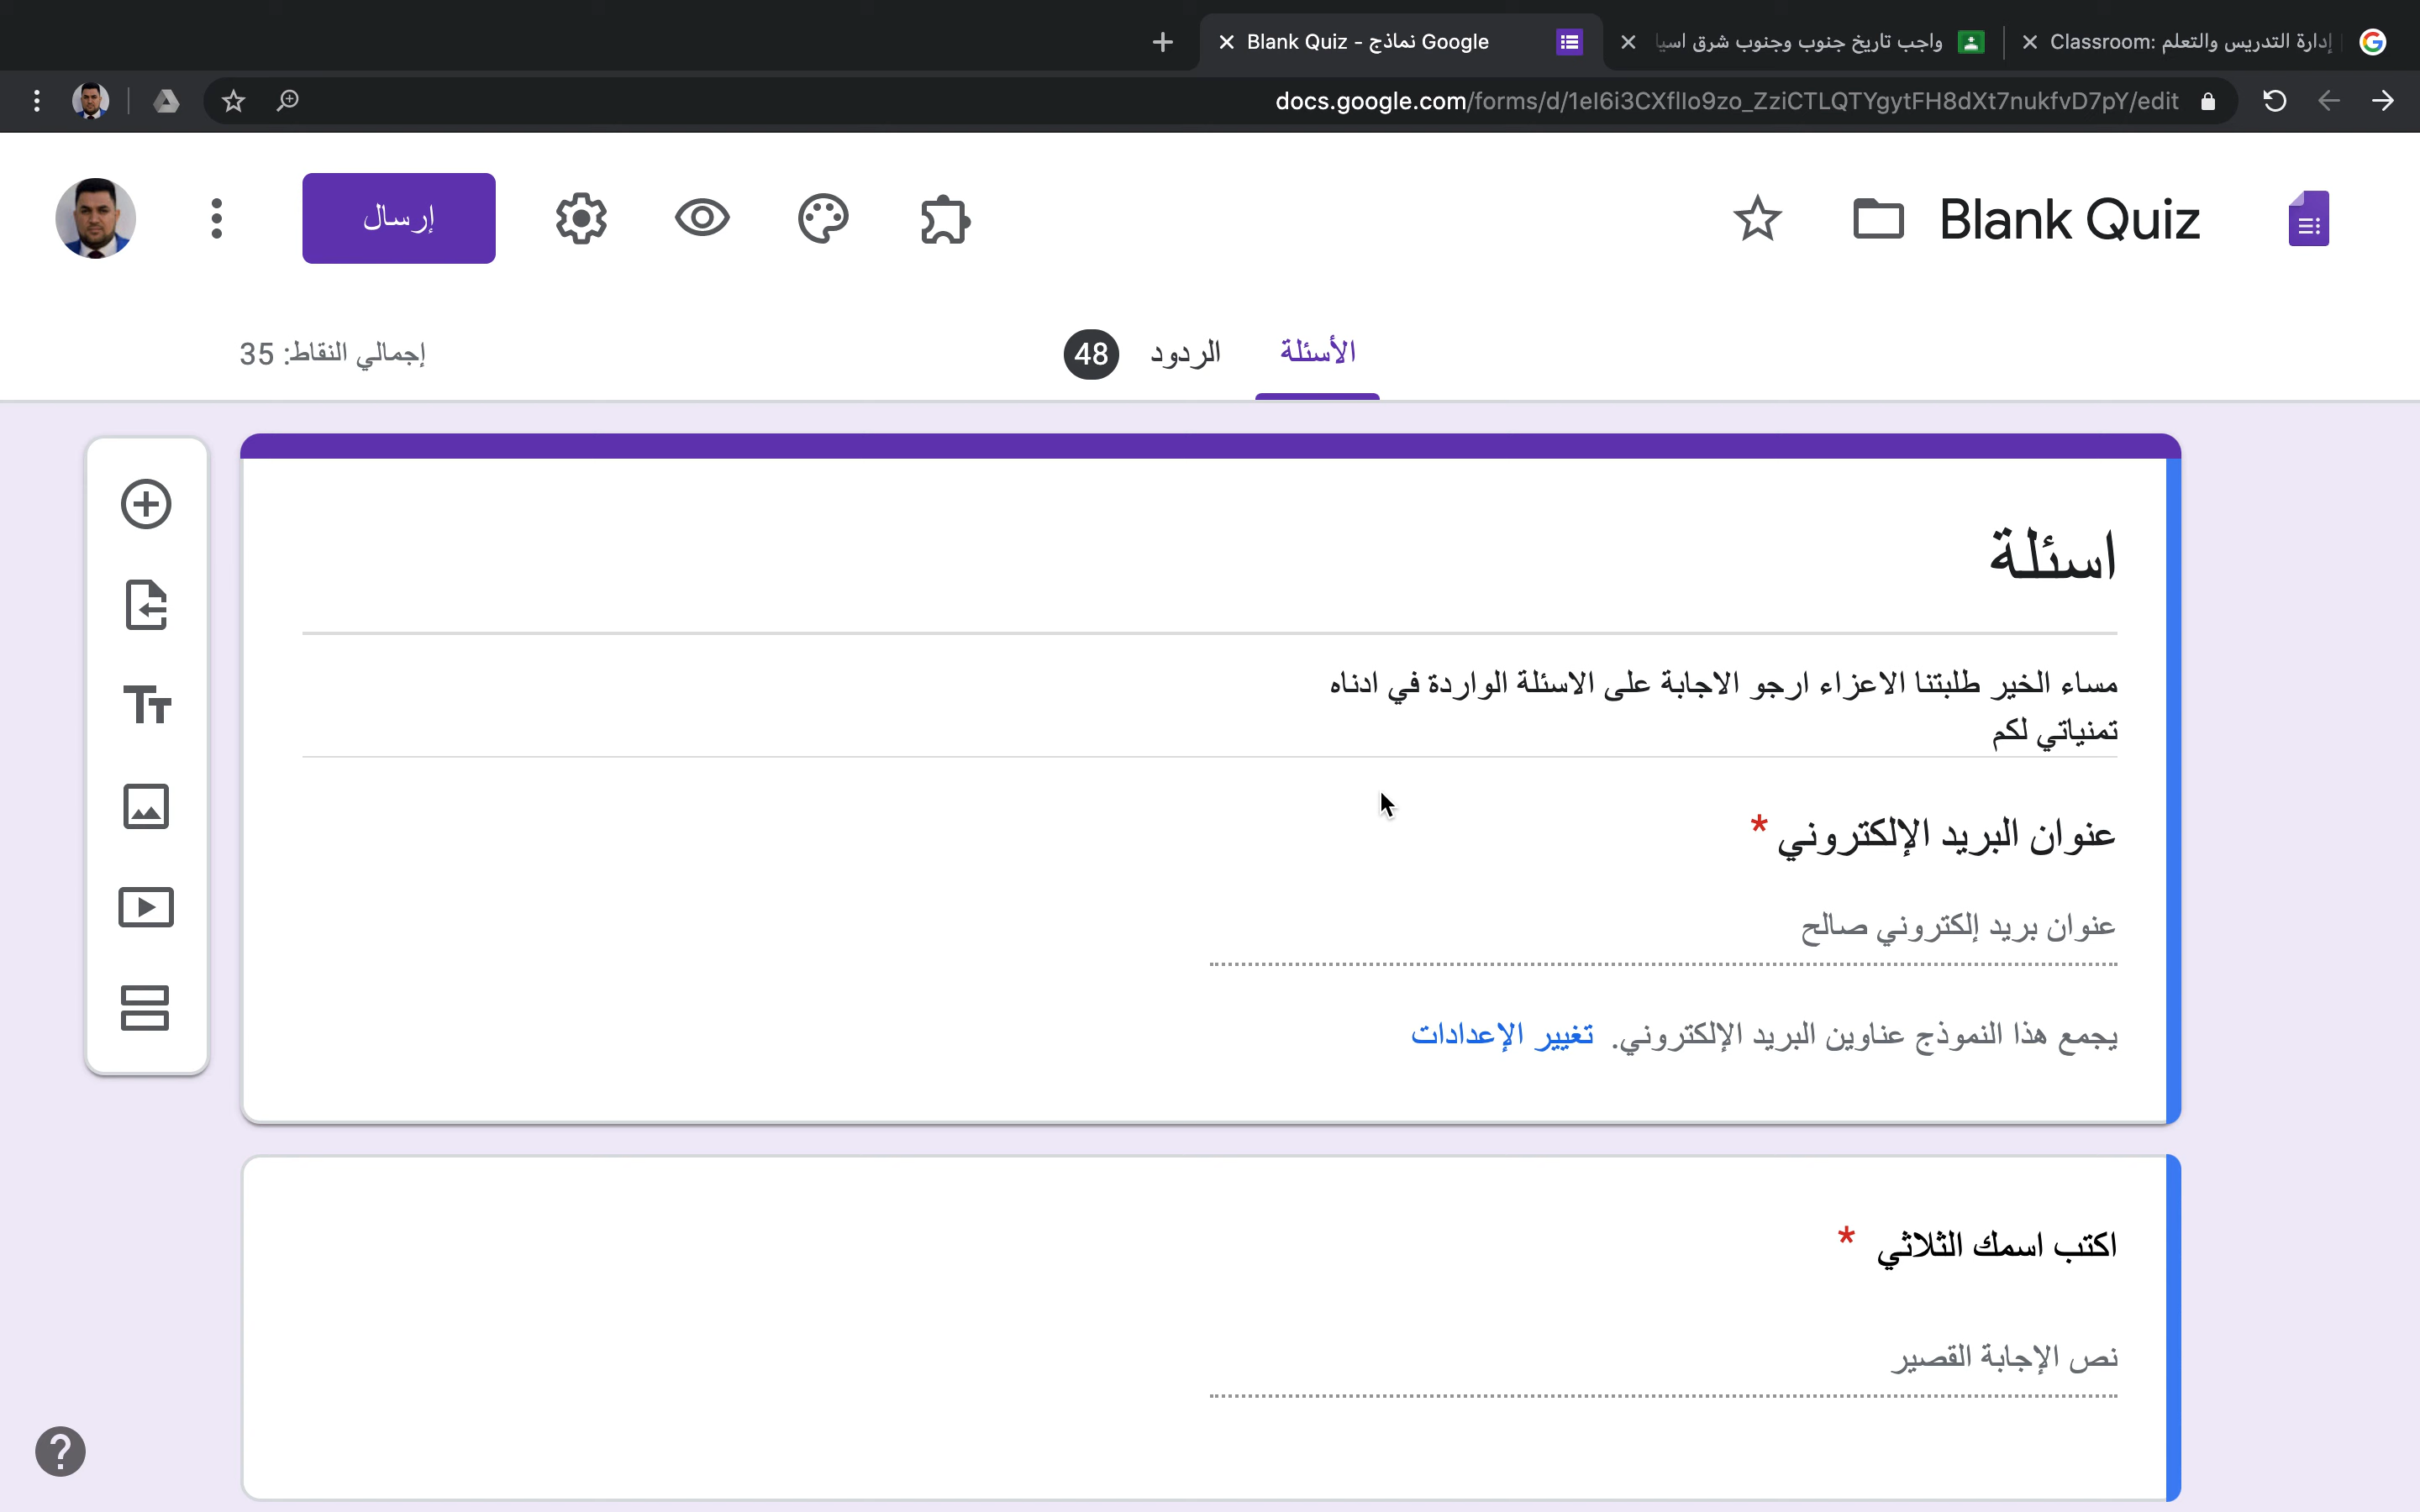 إدارة التدريس والتعلم :Classroom
واجب تاريخ جنوب وجنوب شرق اسيا
Blank Quiz - نماذج Google
docs.google.com/forms/d/1eI6i3CXflIo9zo_ZziCTLQTYgytFH8dXt7nukfvD7pY/edit
Blank Quiz
إرسال
الأسئلة
الردود
48
إجمالي النقاط: 35
اسئلة
مساء الخير طلبتنا الاعزاء ارجو الاجابة على الاسئلة الواردة في ادناه
تمنياتي لكم
عنوان البريد الإلكتروني *
عنوان بريد إلكتروني صالح
يجمع هذا النموذج عناوين البريد الإلكتروني. تغيير الإعدادات
اكتب اسمك الثلاثي *
نص الإجابة القصير